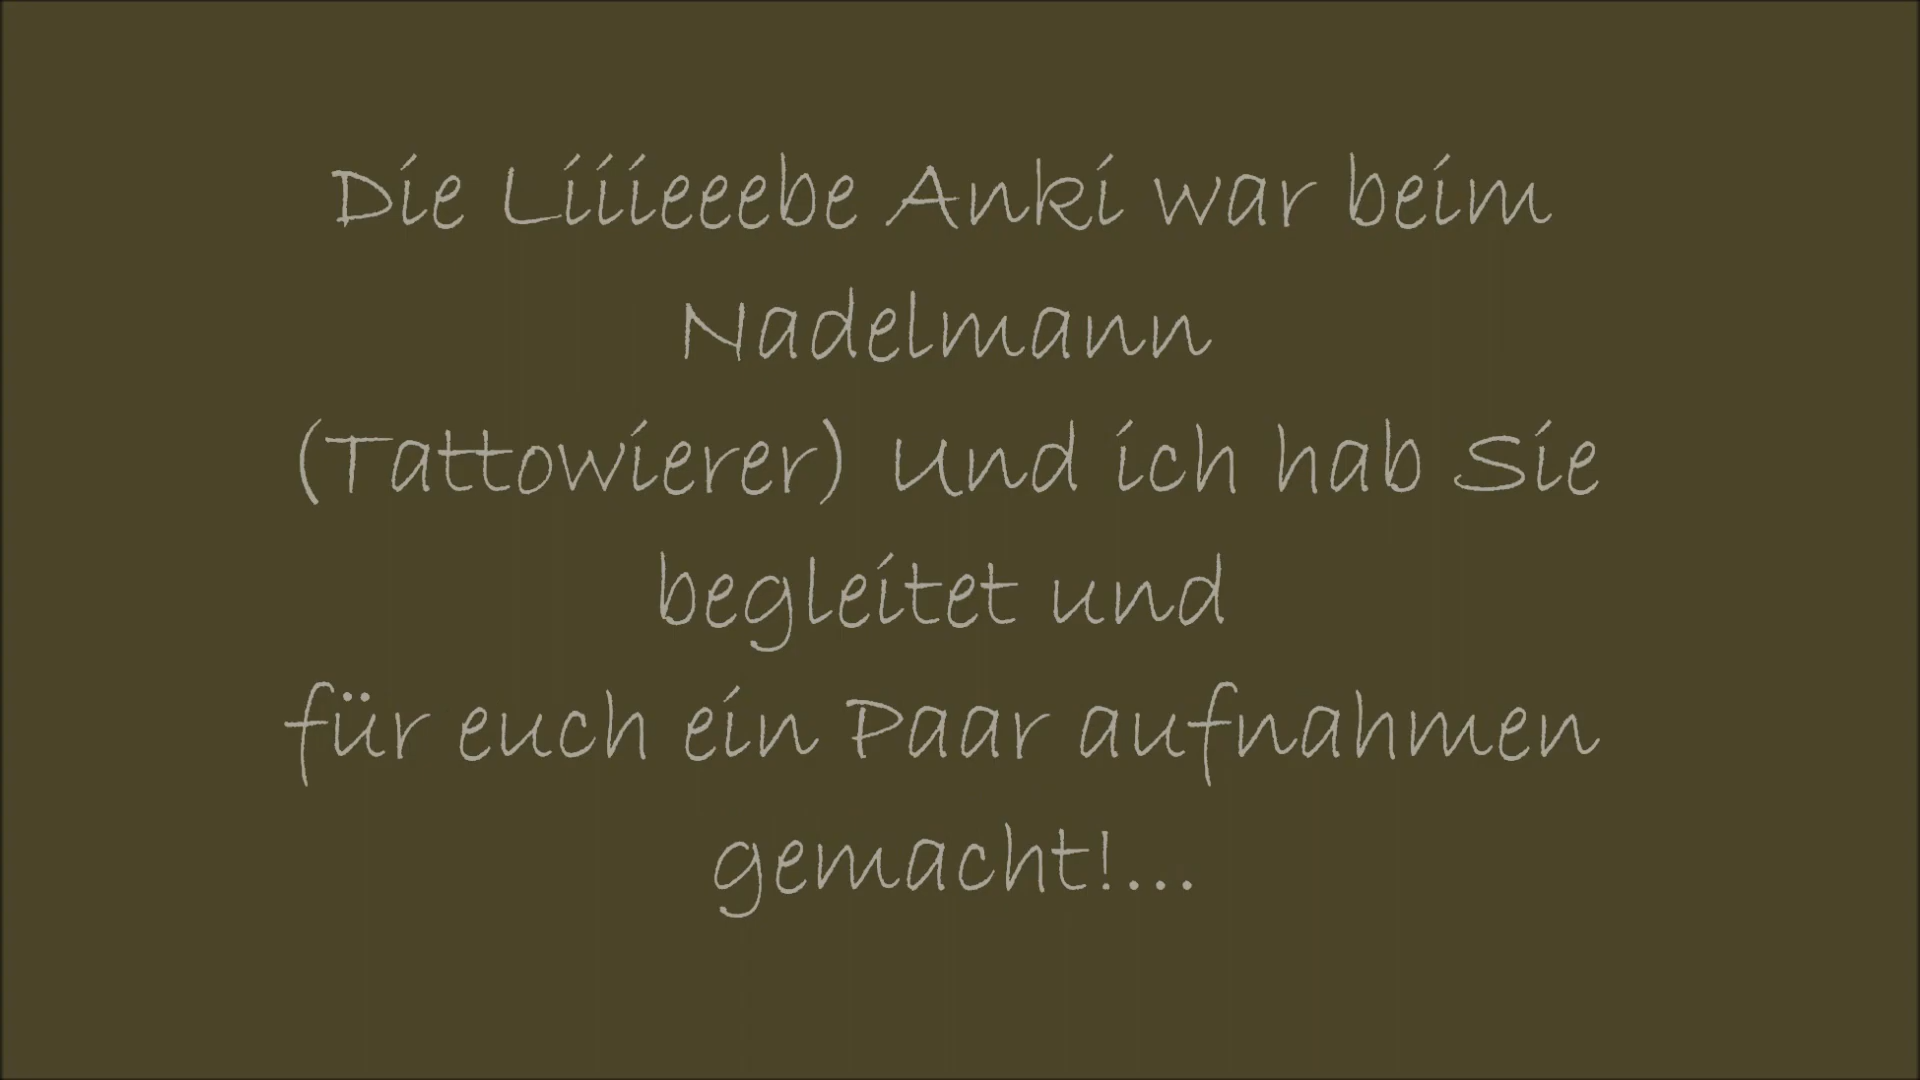 Die Liiieeebe Anki war beim
Nadelmann
(Tattowierer) Und ich hab Sie
begleitet und
für euch ein Paar aufnahmen
gemacht!...